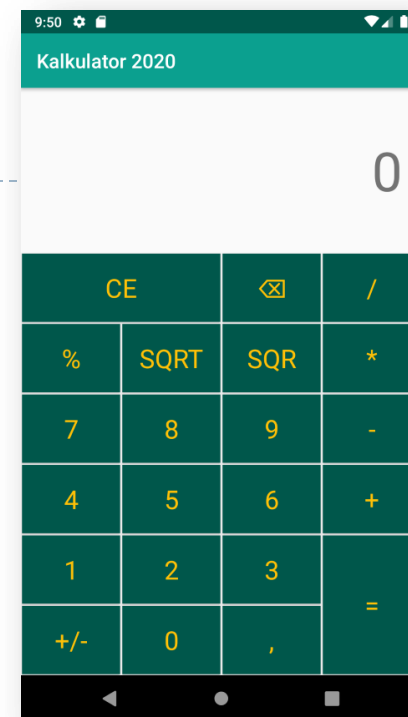 9:50
Kalkulator 2020
0
CE /
% SQRT SQR *
7 8 9 -
4 5 6 +
1 2 3
=
+/- 0 ,